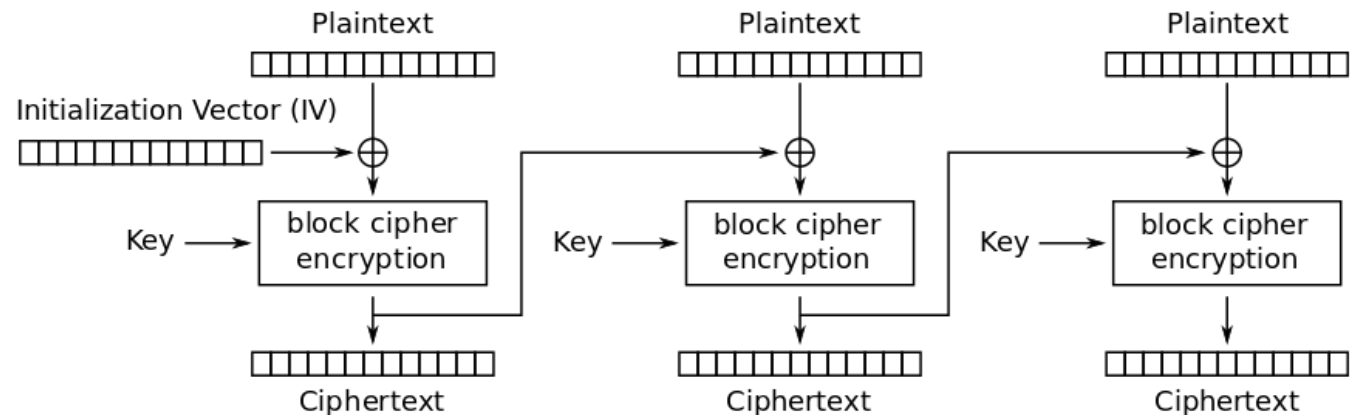 Plaintext
Plaintext
Plaintext
Initialization Vector (IV)
Key
block cipher
encryption
Key
block cipher
encryption
Key
block cipher
encryption
Ciphertext
Ciphertext
Ciphertext